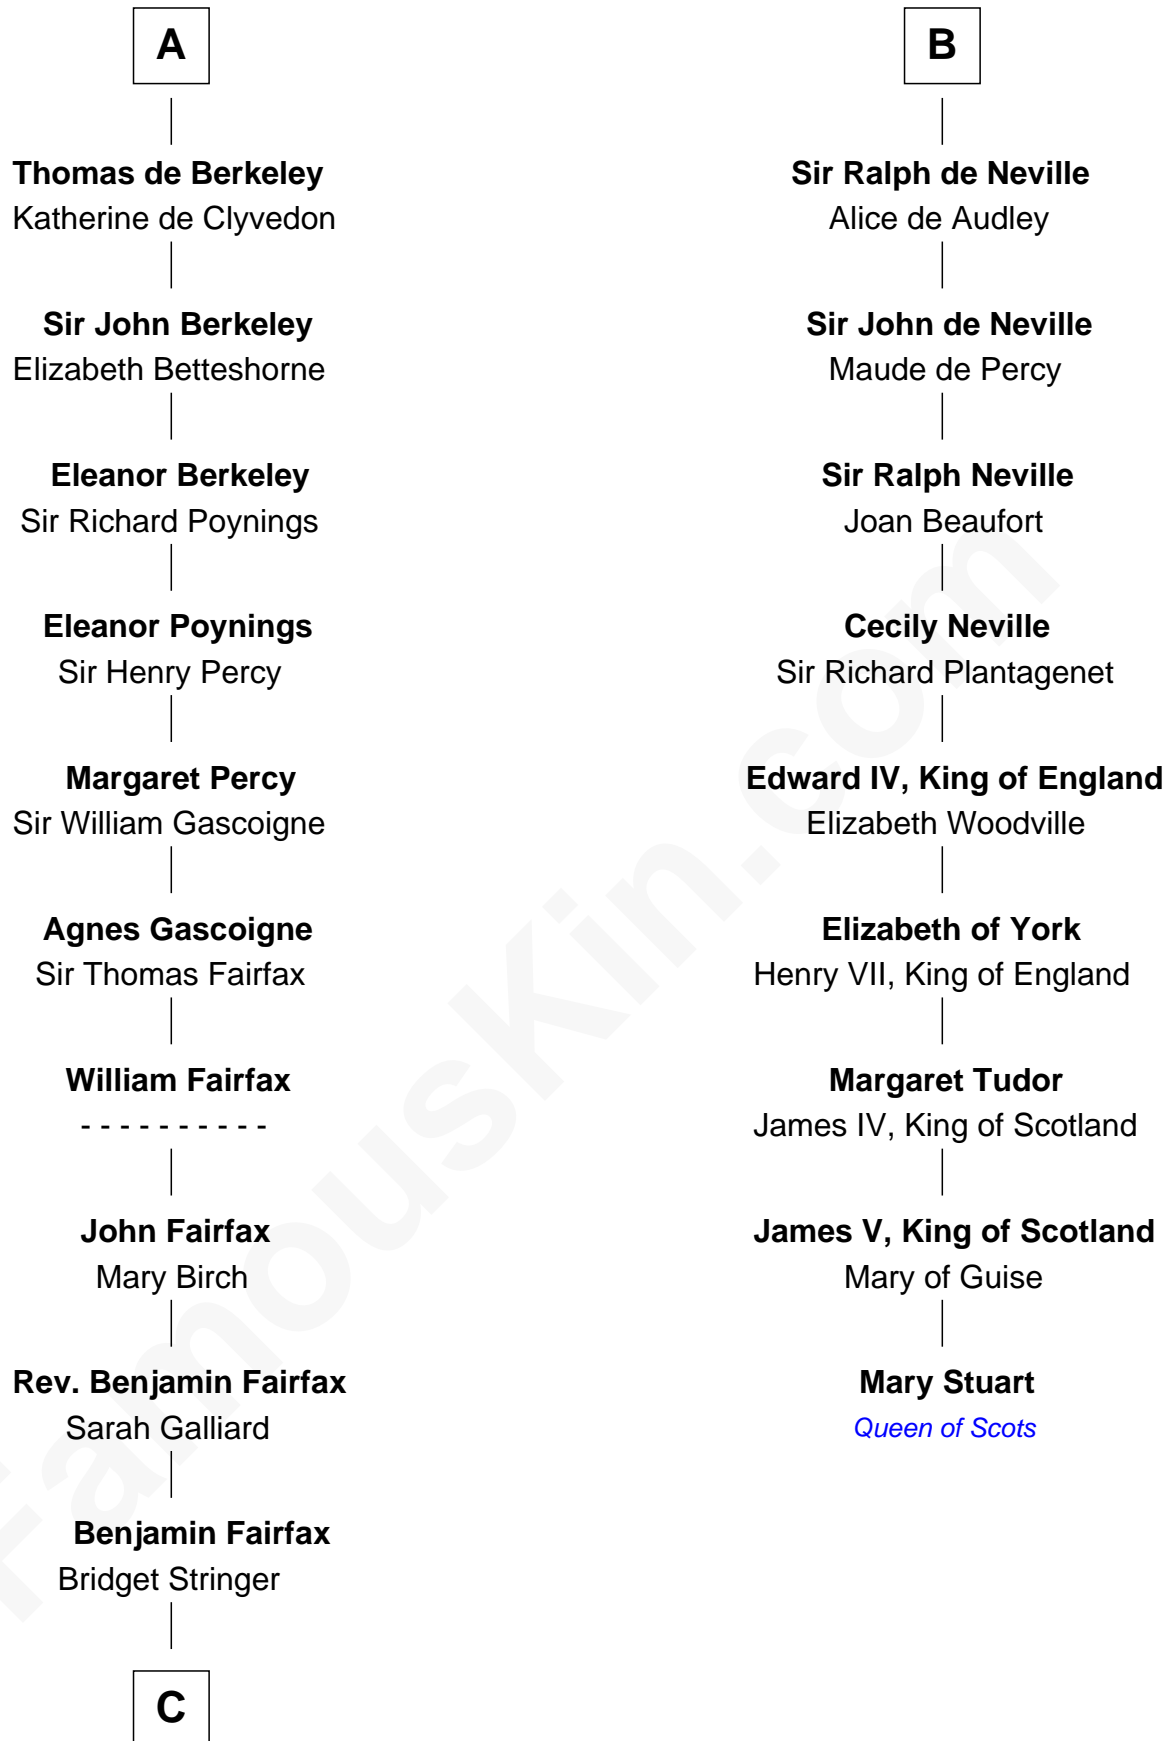 A
Thomas de Berkeley
Katherine de Clyvedon
Sir John Berkeley
Elizabeth Betteshorne
Eleanor Berkeley
Sir Richard Poynings
Eleanor Poynings
Sir Henry Percy
Margaret Percy
Sir William Gascoigne
Agnes Gascoigne
Sir Thomas Fairfax
William Fairfax
- - - - - - - - - -
John Fairfax
Mary Birch
Rev. Benjamin Fairfax
Sarah Galliard
Benjamin Fairfax
Bridget Stringer
C
B
Sir Ralph de Neville
Alice de Audley
Sir John de Neville
Maude de Percy
Sir Ralph Neville
Joan Beaufort
Cecily Neville
Sir Richard Plantagenet
Edward IV, King of England
Elizabeth Woodville
Elizabeth of York
Henry VII, King of England
Margaret Tudor
James IV, King of Scotland
James V, King of Scotland
Mary of Guise
Mary Stuart
Queen of Scots
FamousKin.com